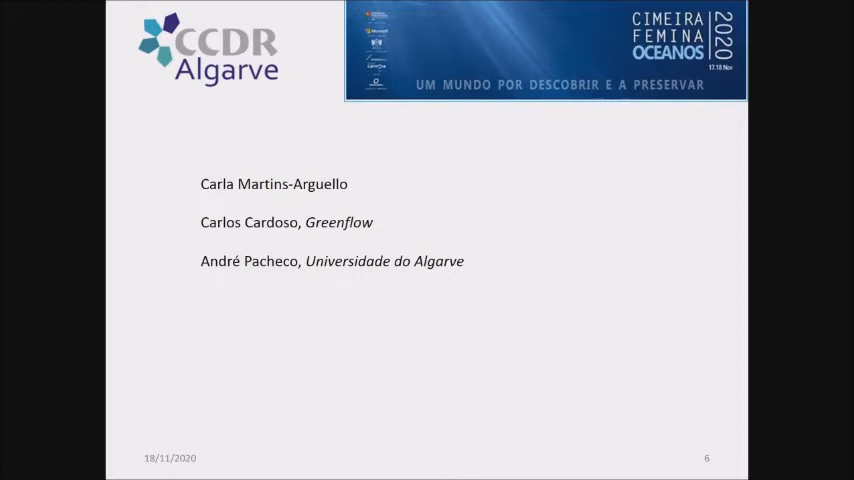 CCDR
Algarve
Microsoft
CIMEIRA
FEMINA
OCEANOS
2020
17.18 Nov
UM MUNDO POR DESCOBRIR E A PRESERVAR
Carla Martins-Arguello
Carlos Cardoso, Greenflow
André Pacheco, Universidade do Algarve
18/11/2020
6